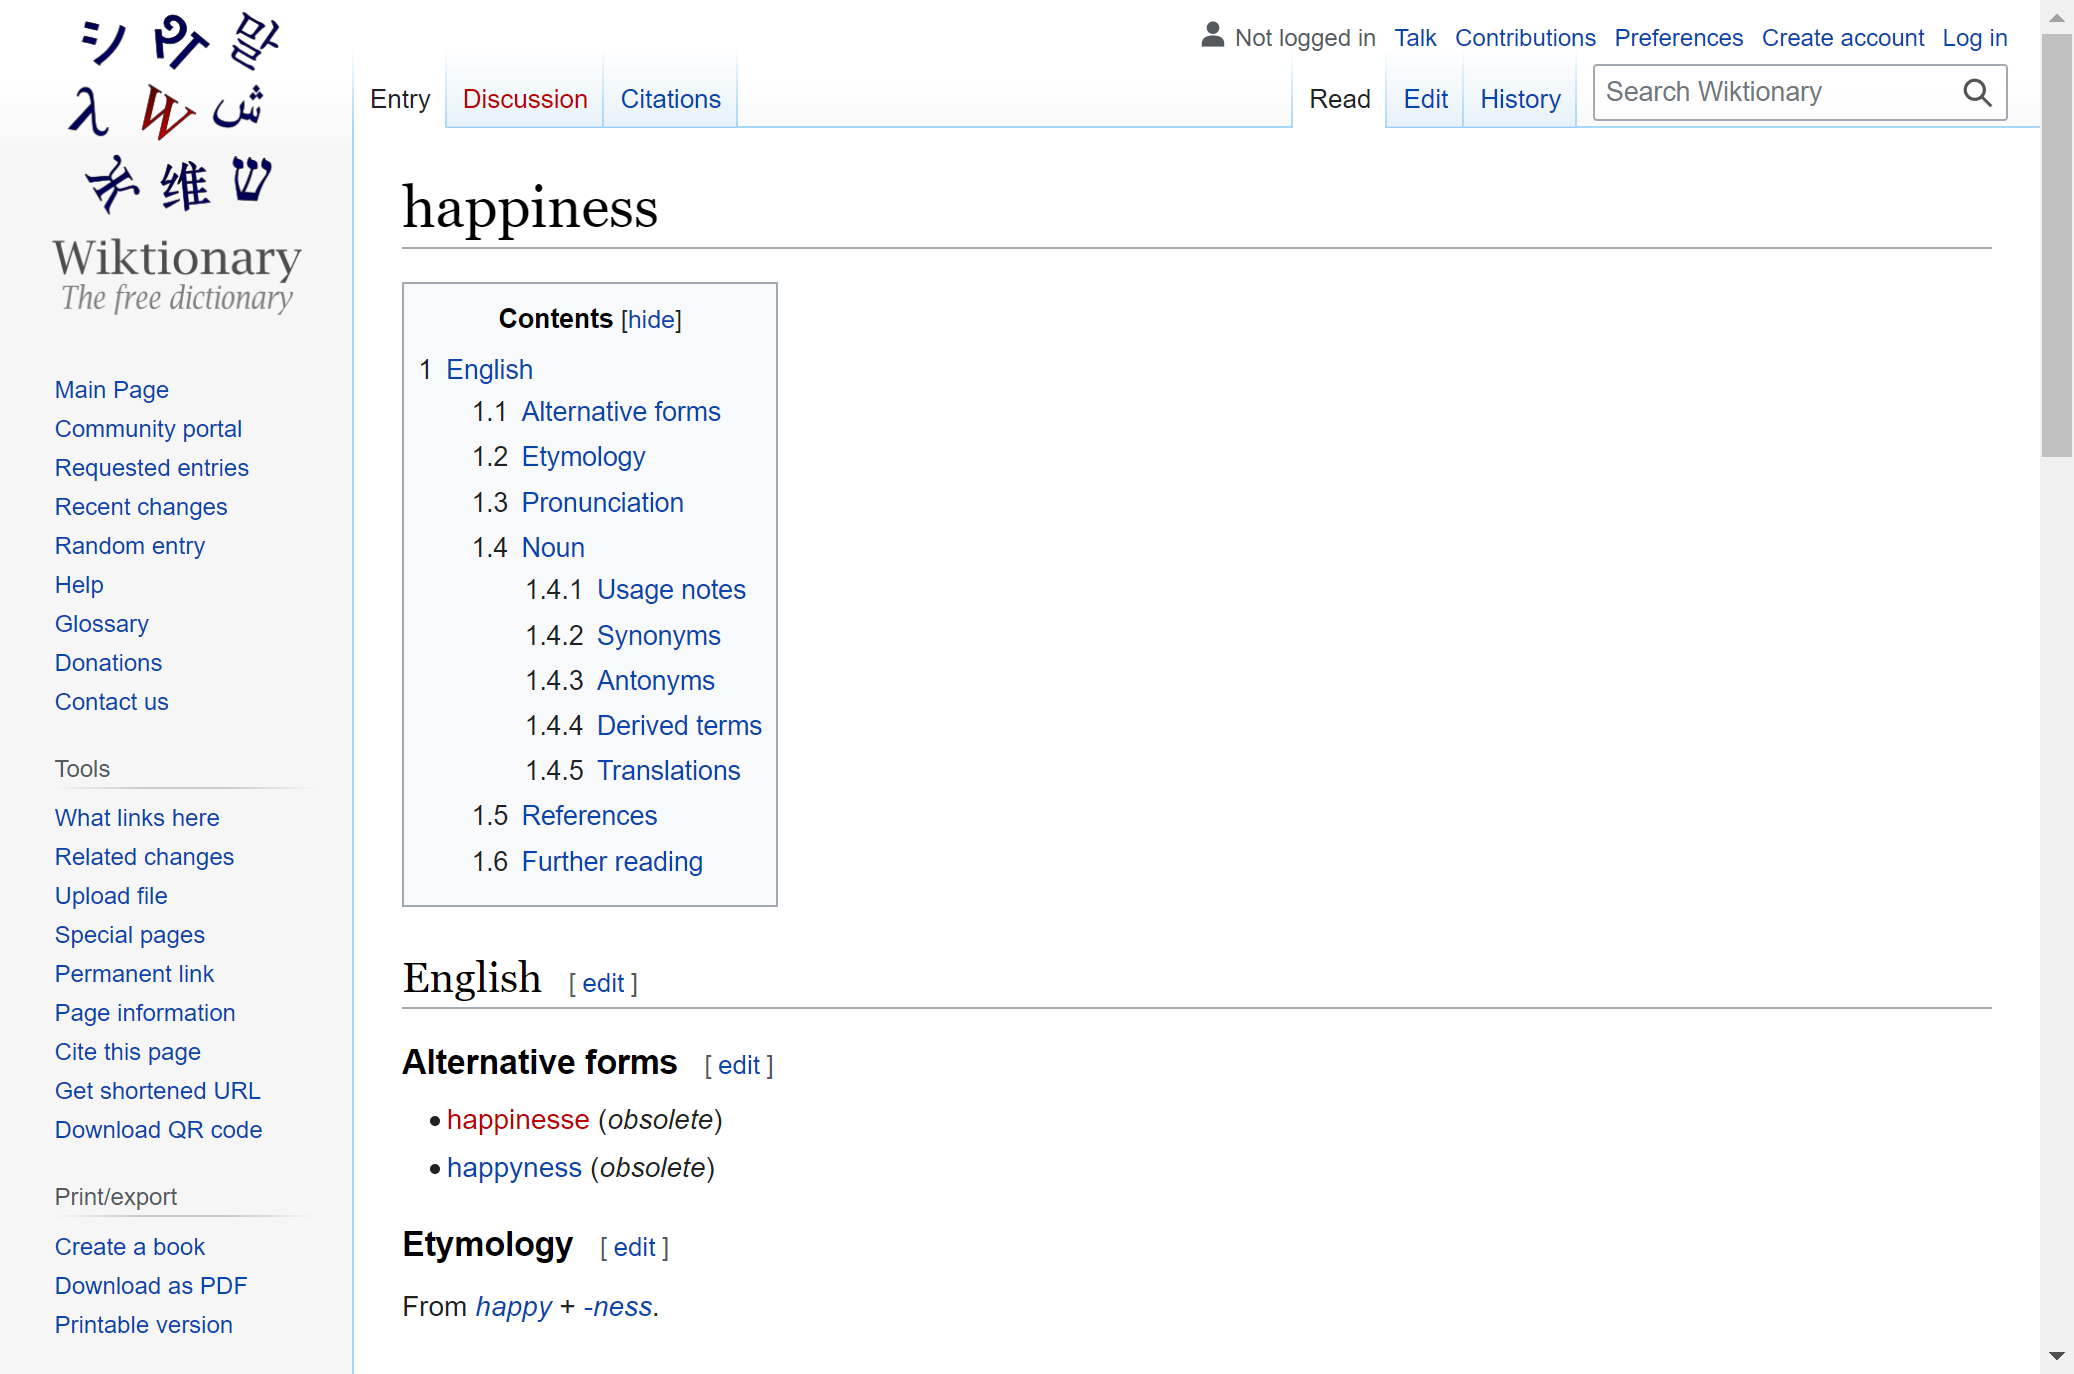 シ අ T 말
λ W ش
维 ש
Wiktionary
The free dictionary
Not logged in Talk Contributions Preferences Create account Log in
Entry Discussion Citations Read Edit History Search Wiktionary
Main Page
Community portal
Requested entries
Recent changes
Random entry
Help
Glossary
Donations
Contact us
Tools
What links here
Related changes
Upload file
Special pages
Permanent link
Page information
Cite this page
Get shortened URL
Download QR code
Print/export
Create a book
Download as PDF
Printable version
happiness
Contents [hide]
1 English
1.1 Alternative forms
1.2 Etymology
1.3 Pronunciation
1.4 Noun
1.4.1 Usage notes
1.4.2 Synonyms
1.4.3 Antonyms
1.4.4 Derived terms
1.4.5 Translations
1.5 References
1.6 Further reading
English [ edit ]
Alternative forms [ edit ]
• happinesse (obsolete)
• happyness (obsolete)
Etymology [ edit ]
From happy + -ness.